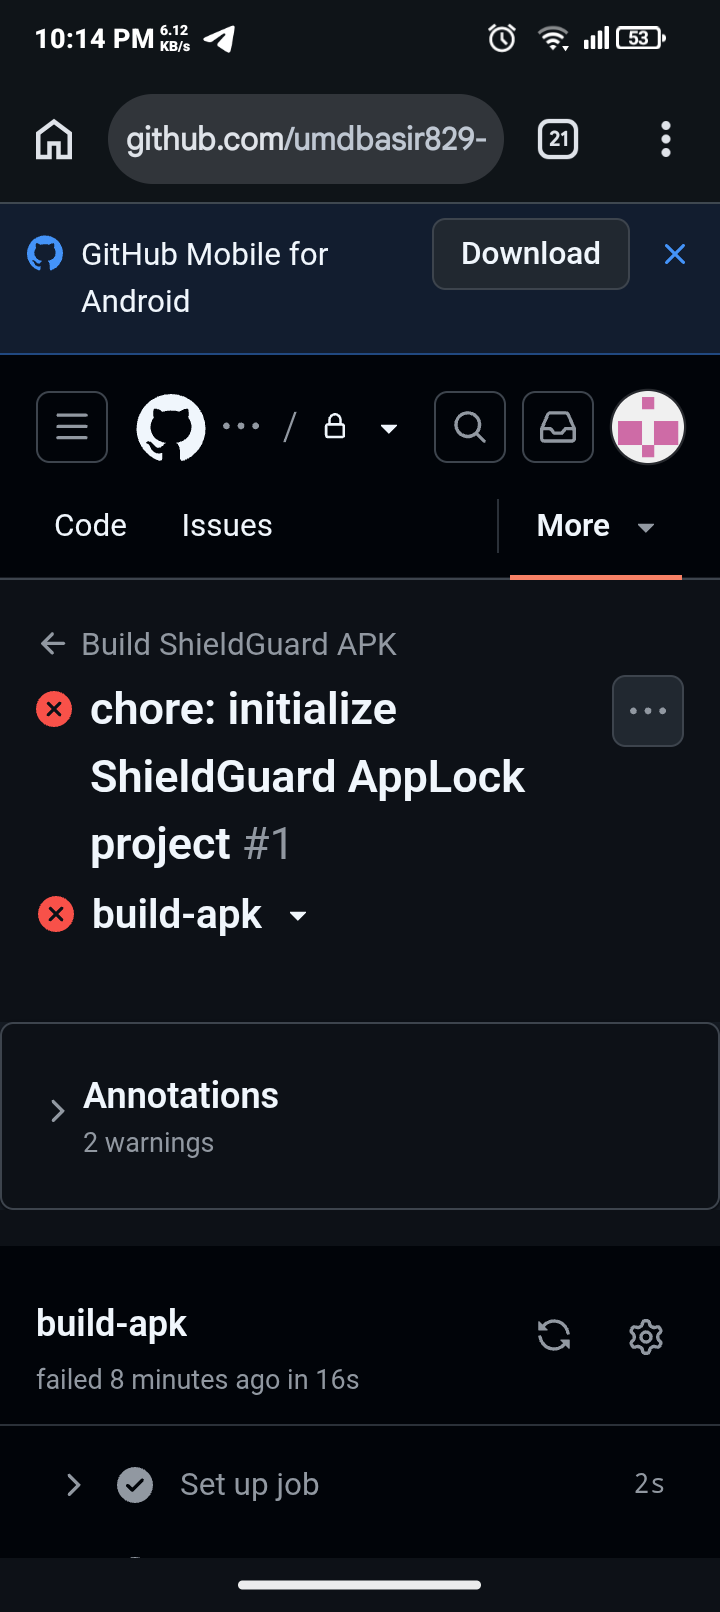 10:14 PM 6.12 KB/s 53
github.com/umdbasir829- 21
GitHub Mobile for
Android
Download
... /
Code Issues More
Build ShieldGuard APK
chore: initialize
ShieldGuard AppLock
project #1
build-apk
Annotations
2 warnings
build-apk
failed 8 minutes ago in 16s
Set up job 2s